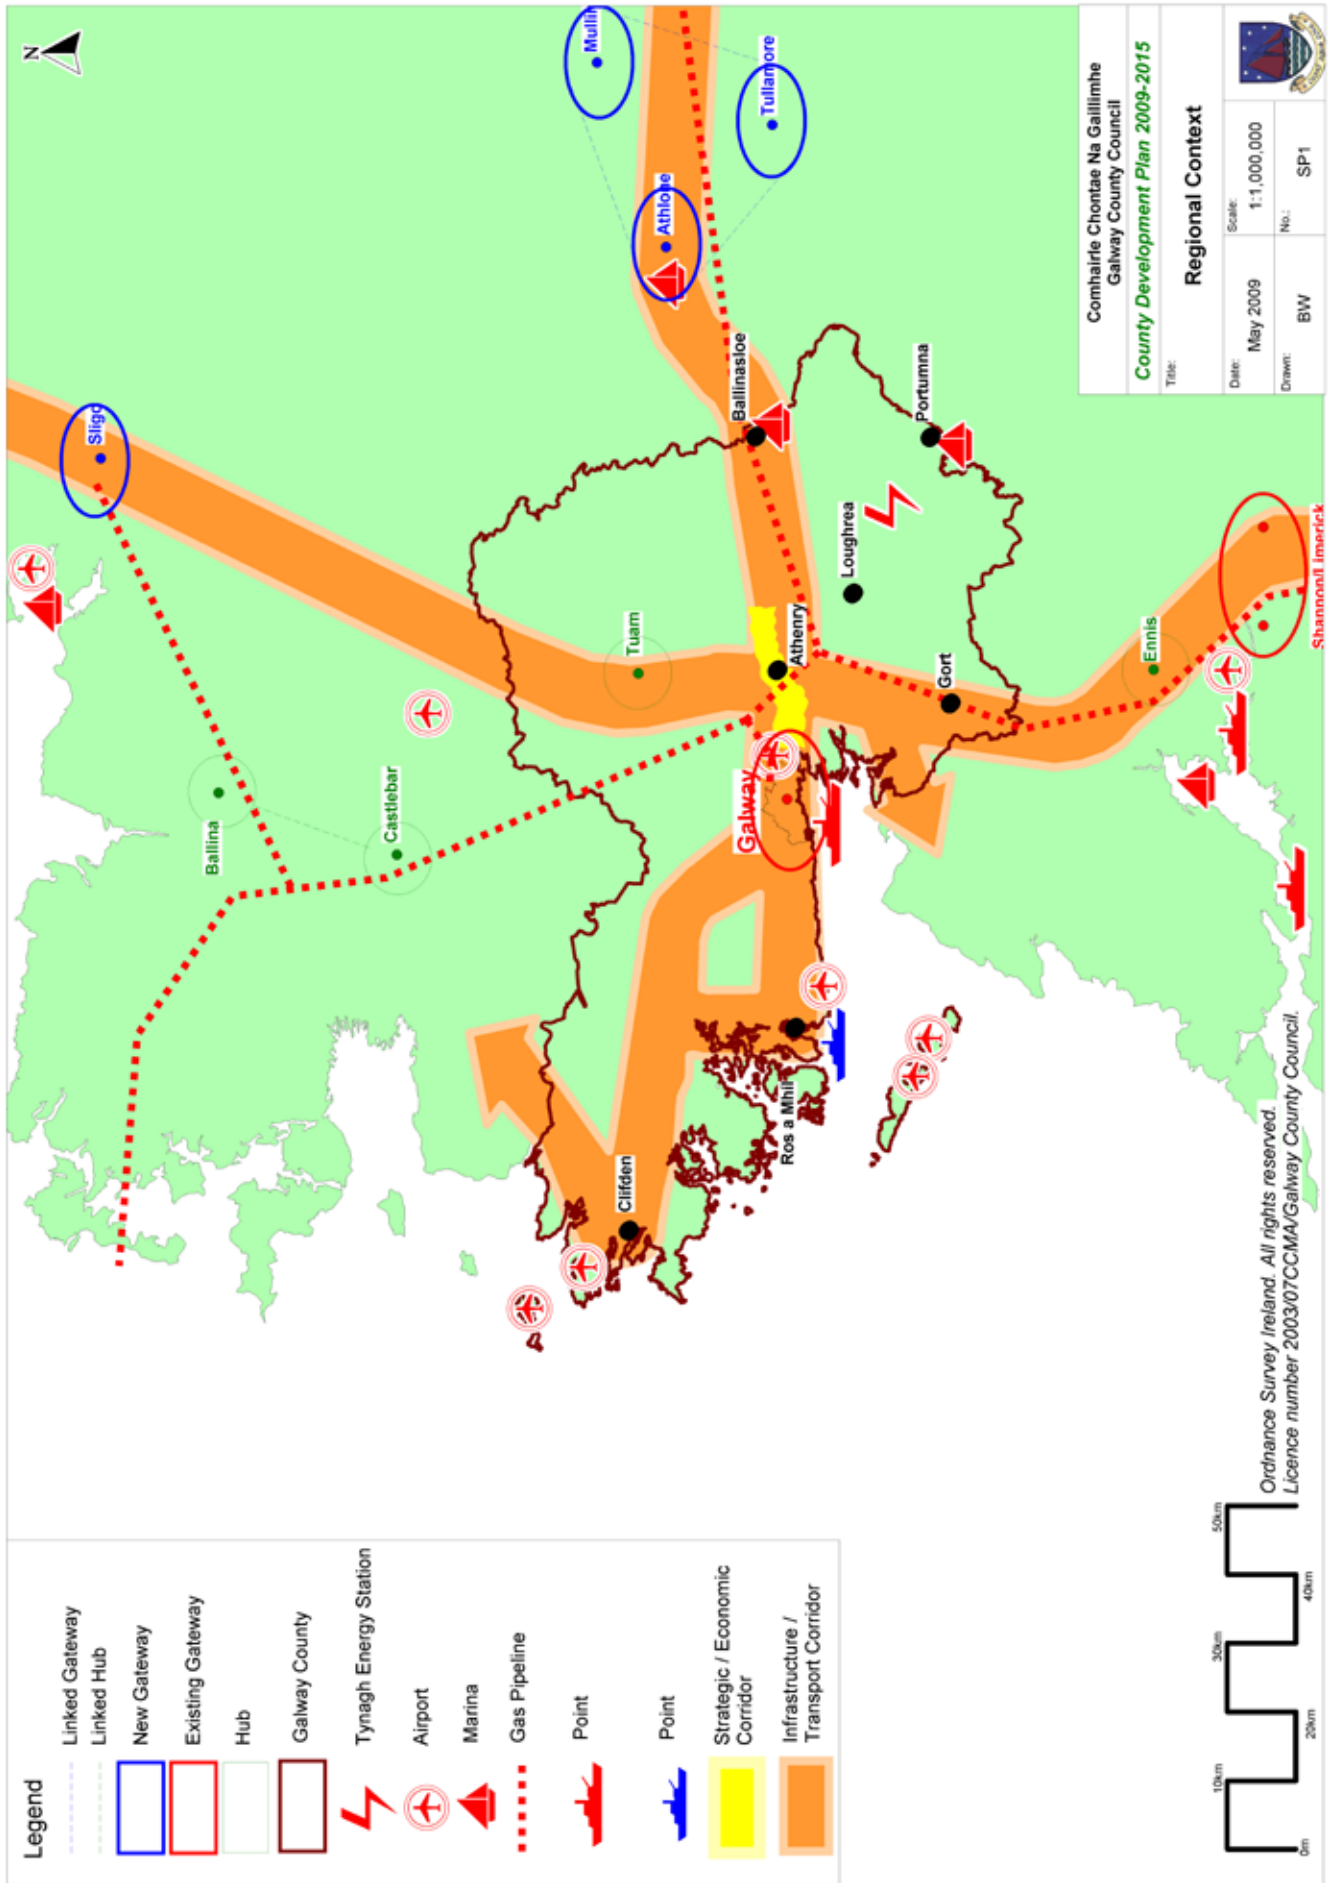 Legend
Linked Gateway
Linked Hub
New Gateway
Existing Gateway
Hub
Galway County
Tynagh Energy Station
Airport
Marina
Gas Pipeline
Point
Point
Strategic / Economic
Corridor
Infrastructure /
Transport Corridor
N
Sligo
Mullin
Tullamore
Athlone
Ballina
Castlebar
Tuam
Ballinasloe
Portumna
Loughrea
Athenry
Gort
Galway
Clifden
Ros a Mhil
Ennis
Shannon/Limerick
0m
10km
20km
30km
40km
50km
Ordnance Survey Ireland. All rights reserved.
Licence number 2003/07CCMA/Galway County Council.
Comhairle Chontae Na Gaillimhe
Galway County Council
County Development Plan 2009-2015
Title:
Regional Context
Date:
May 2009
Scale:
1:1,000,000
Drawn:
BW
No.:
SP1